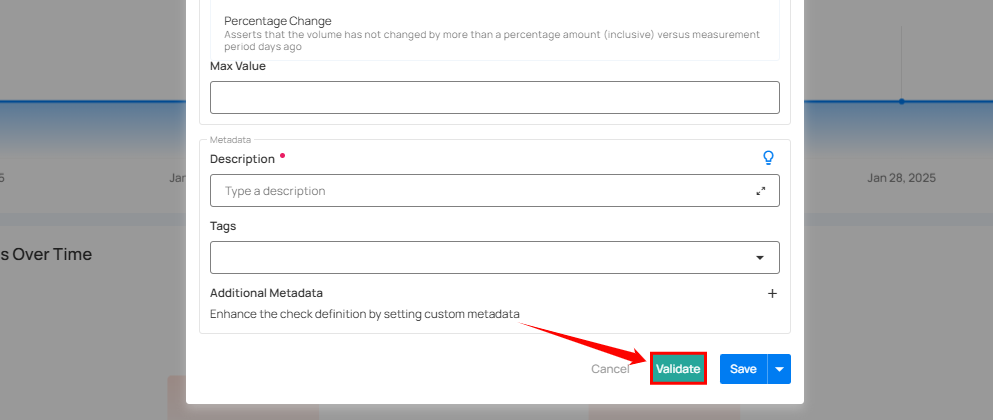 Percentage Change
Asserts that the volume has not changed by more than a percentage amount (inclusive) versus measurement
period days ago
Max Value
Metadata
Description
Type a description
5
Jan
Jan 28, 2025
Tags
s Over Time
Additional Metadata
Enhance the check definition by setting custom metadata
Cancel
Validate
Save